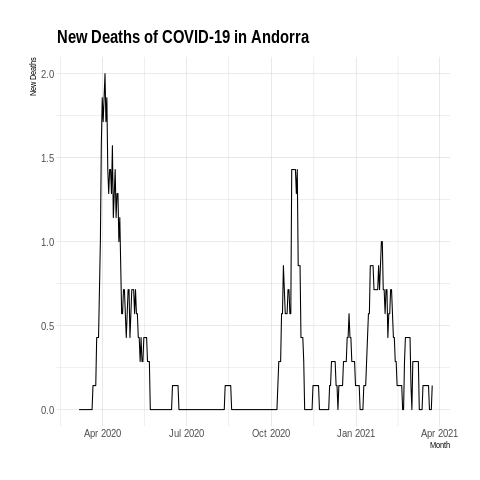 New Deaths of COVID-19 in Andorra
New Deaths
2.0
1.5
1.0
0.5
0.0
Apr 2020 Jul 2020 Oct 2020 Jan 2021 Apr 2021
Month